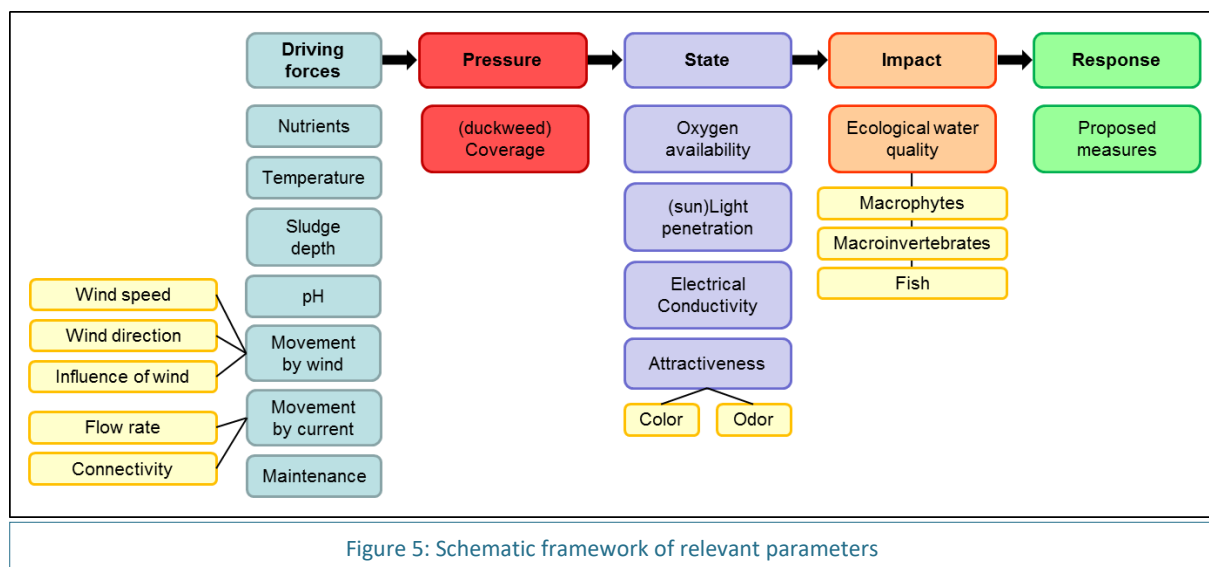 Driving
forces
Pressure
State
Impact
Response
Nutrients
Temperature
Sludge
depth
pH
Movement
by wind
Movement
by current
Maintenance
Wind speed
Wind direction
Influence of wind
Flow rate
Connectivity
(duckweed)
Coverage
Oxygen
availability
(sun)Light
penetration
Electrical
Conductivity
Attractiveness
Color
Odor
Ecological water
quality
Macrophytes
Macroinvertebrates
Fish
Proposed
measures
Figure 5: Schematic framework of relevant parameters